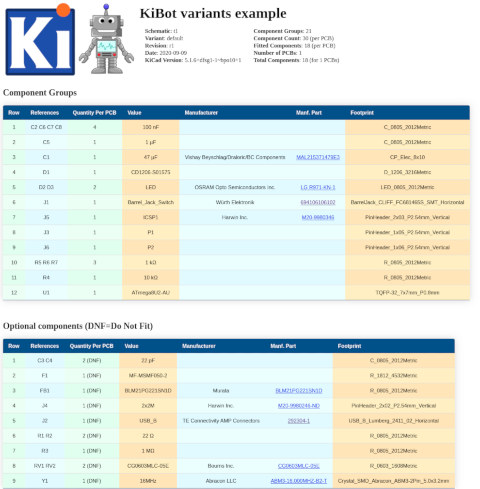 Ki
KiBot variants example
Schematic: t1
Variant: default
Revision: r1
Date: 2020-09-09
KiCad Version: 5.1.6+dfsg1-1~bpo10+1
Component Groups: 21
Component Count: 30 (per PCB)
Fitted Components: 18 (per PCB)
Number of PCBs: 1
Total Components: 18 (for 1 PCBs)
Component Groups
Row References Quantity Per PCB Value Manufacturer Manf. Part Footprint
1 C2 C6 C7 C8 4 100 nF C_0805_2012Metric
2 C5 1 1 µF C_0805_2012Metric
3 C1 1 47 µF Vishay Beyschlag/Draloric/BC Components MAL215371479E3 CP_Elec_8x10
4 D1 1 CD1206-S01575 D_1206_3216Metric
5 D2 D3 2 LED OSRAM Opto Semiconductors Inc. LG R971-KN-1 LED_0805_2012Metric
6 J1 1 Barrel_Jack_Switch Würth Elektronik 694106106102 BarrelJack_CLIFF_FC681465S_SMT_Horizontal
7 J5 1 ICSP1 Harwin Inc. M20-9980346 PinHeader_2x03_P2.54mm_Vertical
8 J3 1 P1 PinHeader_1x05_P2.54mm_Vertical
9 J6 1 P2 PinHeader_1x06_P2.54mm_Vertical
10 R5 R6 R7 3 1 kΩ R_0805_2012Metric
11 R4 1 10 kΩ R_0805_2012Metric
12 U1 1 ATmega8U2-AU TQFP-32_7x7mm_P0.8mm
Optional components (DNF=Do Not Fit)
Row References Quantity Per PCB Value Manufacturer Manf. Part Footprint
1 C3 C4 2 (DNF) 22 pF C_0805_2012Metric
2 F1 1 (DNF) MF-MSMF050-2 R_1812_4532Metric
3 FB1 1 (DNF) BLM21PG221SN1D Murata BLM21PG221SN1D R_0805_2012Metric
4 J4 1 (DNF) 2x2M Harwin Inc. M20-9980246-ND PinHeader_2x02_P2.54mm_Vertical
5 J2 1 (DNF) USB_B TE Connectivity AMP Connectors 292304-1 USB_B_Lumberg_2411_02_Horizontal
6 R1 R2 2 (DNF) 22 Ω R_0805_2012Metric
7 R3 1 (DNF) 1 MΩ R_0805_2012Metric
8 RV1 RV2 2 (DNF) CG0603MLC-05E Bourns Inc. CG0603MLC-05E R_0603_1608Metric
9 Y1 1 (DNF) 16MHz Abracon LLC ABM3-16.000MHZ-B2-T Crystal_SMD_Abracon_ABM3-2Pin_5.0x3.2mm